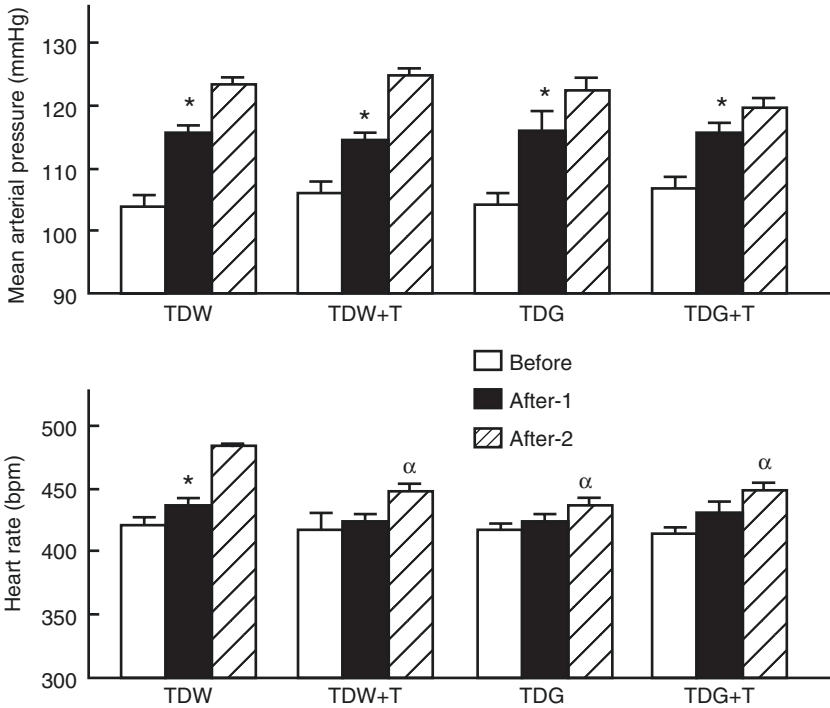 Mean arterial pressure (mmHg)
130
120
110
100
90
* * * *
TDW TDW+T TDG TDG+T
Before
After-1
After-2
Heart rate (bpm)
500
450
400
350
300
* α α α
TDW TDW+T TDG TDG+T